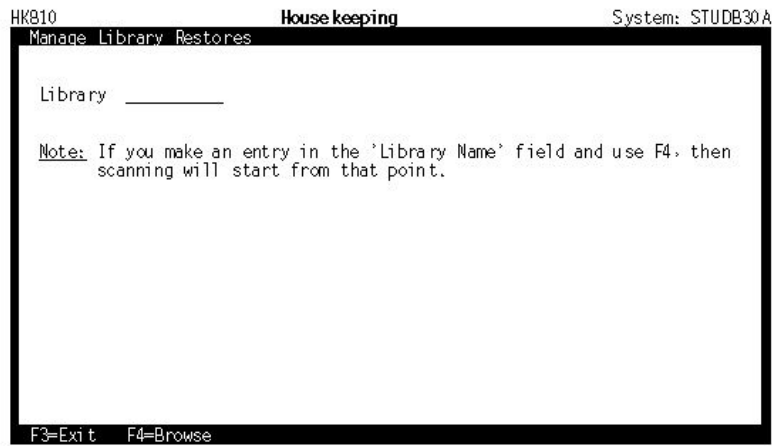 HK810 House keeping System: STUDB30A
Manage Library Restores
Library
Note: If you make an entry in the 'Library Name' field and use F4, then
scanning will start from that point.
F3=Exit F4=Browse